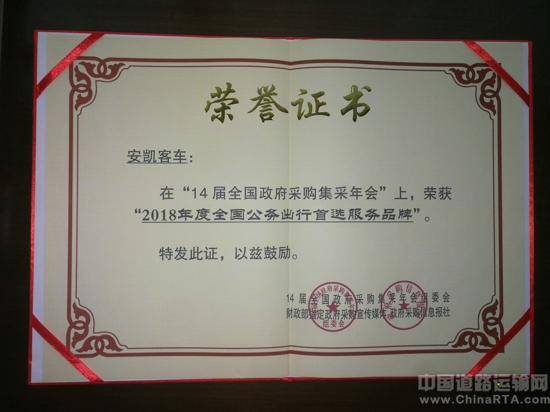 荣誉证书
安凯客车：
在“14届全国政府采购集采年会”上，荣获
“2018年度全国公务出行首选服务品牌”。
特发此证，以兹鼓励。
14届全国政府采购集采年会组委会
财政部指定政府采购宣传媒体 政府采购信息报社
中国道路运输网
www.ChinaRTA.com